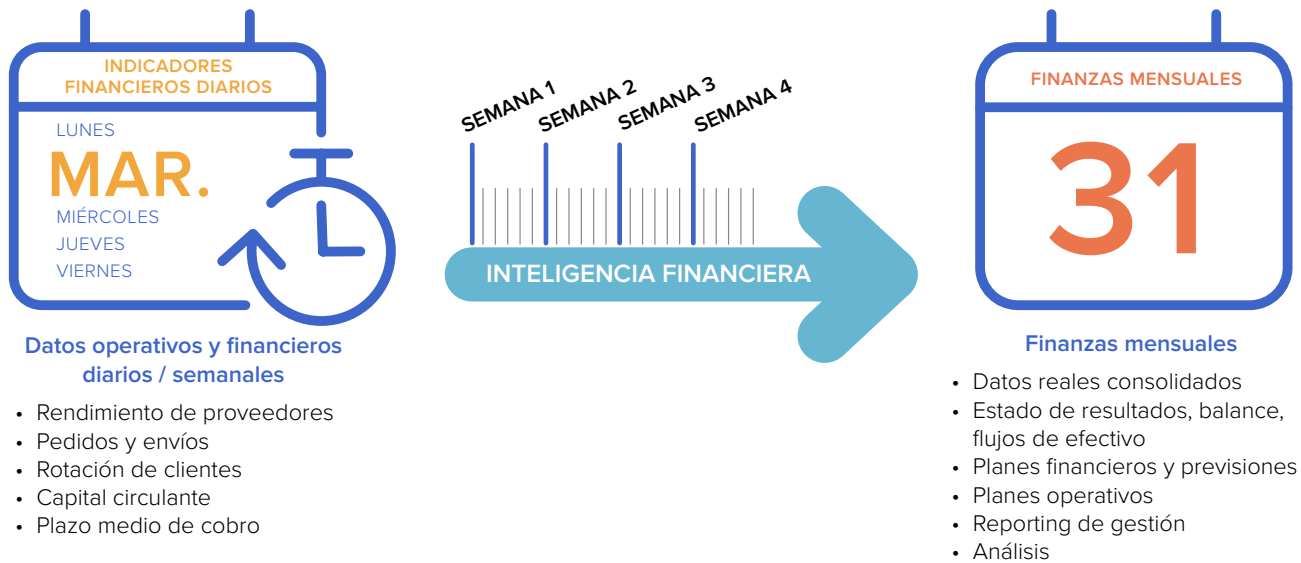 INDICADORES
FINANCIEROS DIARIOS
LUNES
MAR.
MIÉRCOLES
JUEVES
VIERNES
Datos operativos y financieros
diarios / semanales
• Rendimiento de proveedores
• Pedidos y envíos
• Rotación de clientes
• Capital circulante
• Plazo medio de cobro
SEMANA 1
SEMANA 2
SEMANA 3
SEMANA 4
INTELIGENCIA FINANCIERA
FINANZAS MENSUALES
31
Finanzas mensuales
• Datos reales consolidados
• Estado de resultados, balance,
flujos de efectivo
• Planes financieros y previsiones
• Planes operativos
• Reporting de gestión
• Análisis